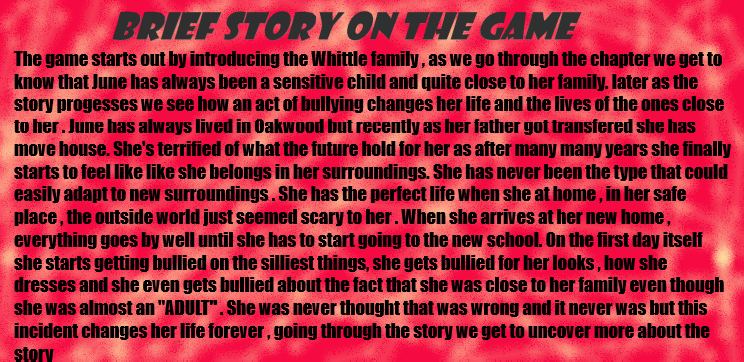 BRIEF STORY ON THE GAME
The game starts out by introducing the Whittle family , as we go through the chapter we get to
know that June has always been a sensitive child and quite close to her family. later as the
story progesses we see how an act of bullying changes her life and the lives of the ones close
to her . June has always lived in Oakwood but recently as her father got transfered she has
move house. She's terrified of what the future hold for her as after many many years she finally
starts to feel like like she belongs in her surroundings. She has never been the type that could
easily adapt to new surroundings . She has the perfect life when she at home , in her safe
place , the outside world just seemed scary to her . When she arrives at her new home ,
everything goes by well until she has to start going to the new school. On the first day itself
she starts getting bullied on the silliest things, she gets bullied for her looks , how she
dresses and she even gets bullied about the fact that she was close to her family even though
she was almost an "ADULT" . She was never thought that was wrong and it never was but this
incident changes her life forever , going through the story we get to uncover more about the
story